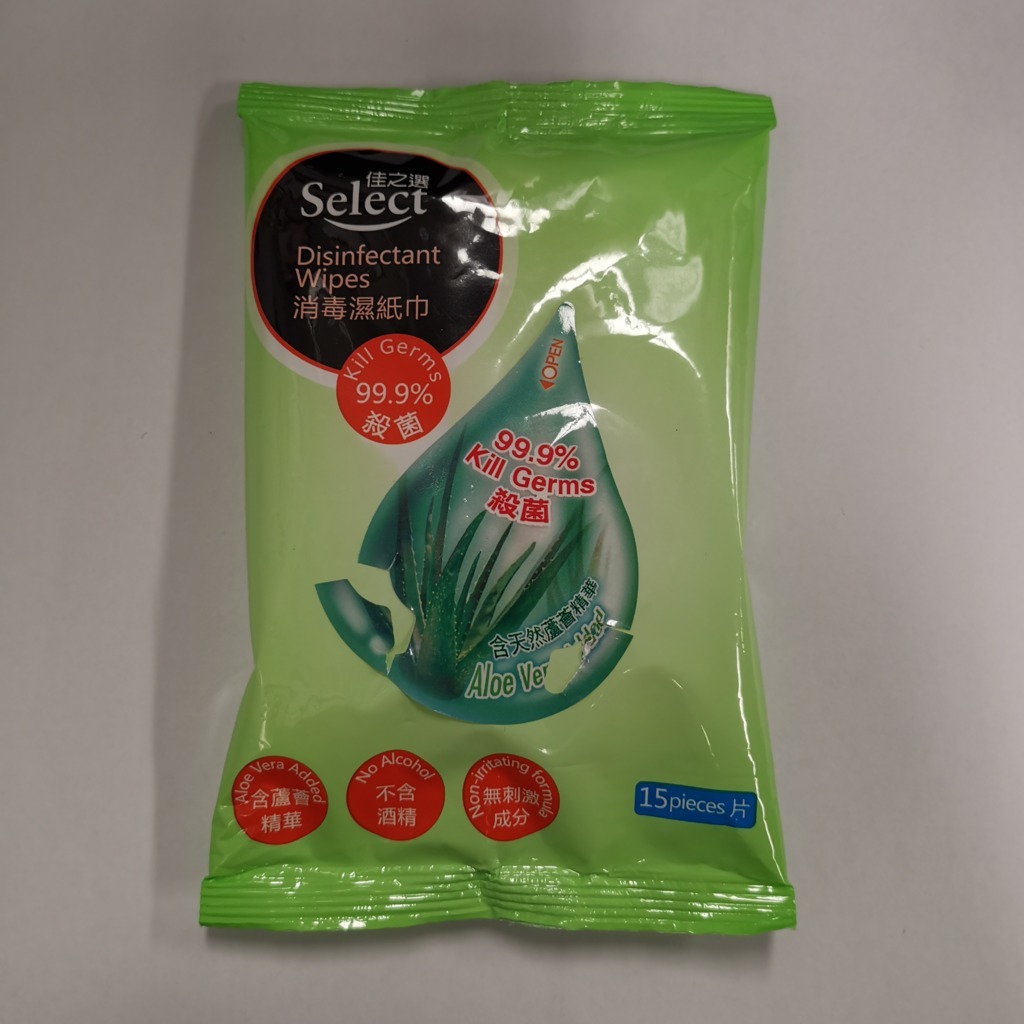 佳之選
Select
Disinfectant
Wipes
消毒濕紙巾
Kill Germs
99.9%
殺菌
OPEN
99.9%
Kill Germs
殺菌
含天然蘆薈精華
Aloe
Aloe Vera Added
含蘆薈
精華
No Alcohol
不含
酒精
Non-irritating formula
無刺激
成分
15pieces 片